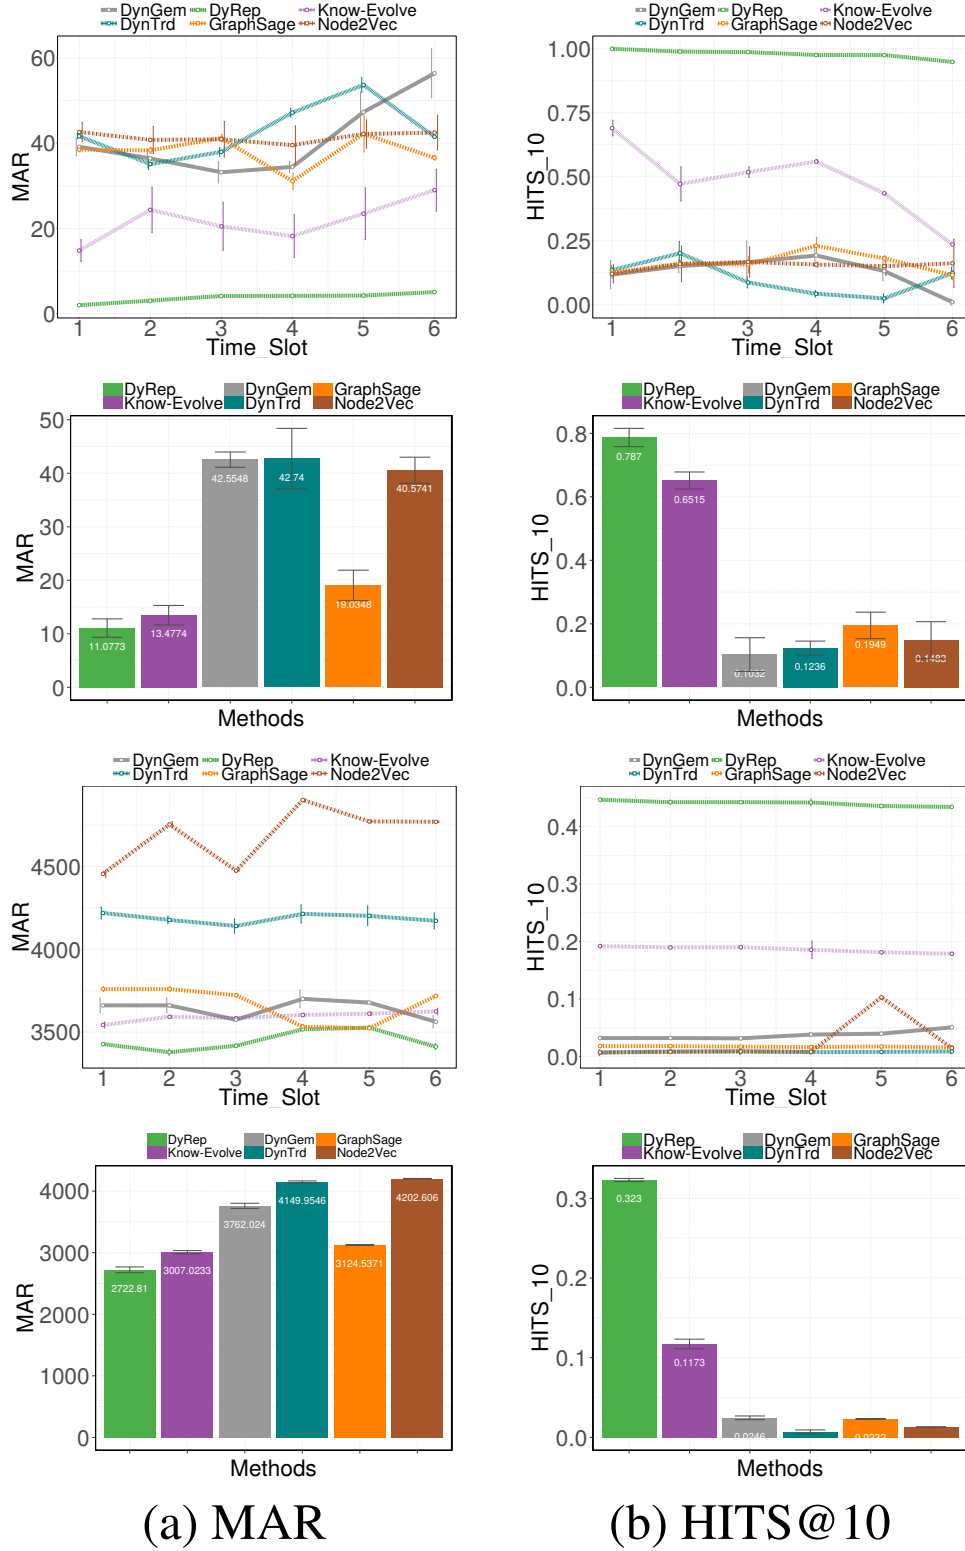 DynGem DyRep Know-Evolve
DynTrd GraphSage Node2Vec
60
40
20
0
MAR
1 2 3 4 5 6
Time_Slot
DynGem DyRep Know-Evolve
DynTrd GraphSage Node2Vec
1.00
0.75
0.50
0.25
0.00
HITS_10
1 2 3 4 5 6
Time_Slot
DyRep DynGem GraphSage
Know-Evolve DynTrd Node2Vec
50
40
30
20
10
0
MAR
11.0773
13.4774
42.5548
42.74
19.0348
40.5741
Methods
DyRep DynGem GraphSage
Know-Evolve DynTrd Node2Vec
0.8
0.6
0.4
0.2
0.0
HITS_10
0.787
0.6515
0.1032
0.1236
0.1949
0.1483
Methods
DynGem DyRep Know-Evolve
DynTrd GraphSage Node2Vec
4500
4000
3500
MAR
1 2 3 4 5 6
Time_Slot
DynGem DyRep Know-Evolve
DynTrd GraphSage Node2Vec
0.4
0.3
0.2
0.1
0.0
HITS_10
1 2 3 4 5 6
Time_Slot
DyRep DynGem GraphSage
Know-Evolve DynTrd Node2Vec
4000
3000
2000
1000
0
MAR
2722.81
3007.0233
3762.024
4149.9546
3124.5371
4202.606
Methods
DyRep DynGem GraphSage
Know-Evolve DynTrd Node2Vec
0.3
0.2
0.1
0.0
HITS_10
0.323
0.1173
0.0246
0.0232
Methods
(a) MAR
(b) HITS@10